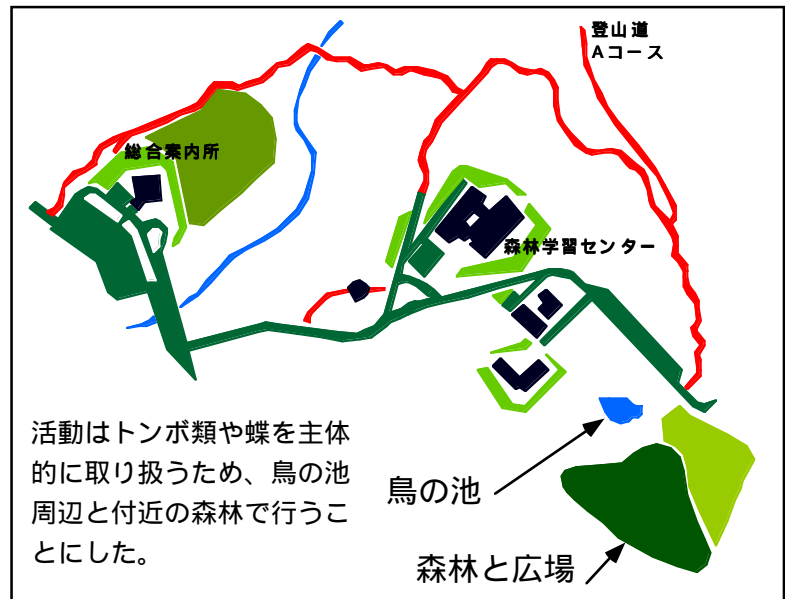 登山道
Aコース
総合案内所
森林学習センター
活動はトンボ類や蝶を主体
的に取り扱うため、鳥の池
周辺と付近の森林で行うこ
とにした。
鳥の池
森林と広場